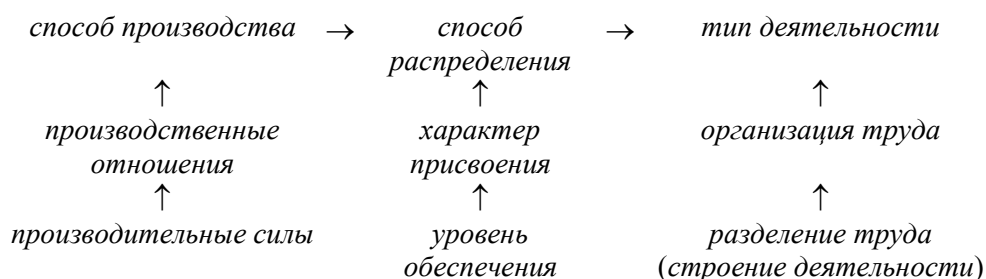 способ производства → способ → тип деятельности
распределения
↑ ↑ ↑
производственные характер организация труда
отношения присвоения
↑ ↑ ↑
производительные силы уровень разделение труда
обеспечения (строение деятельности)